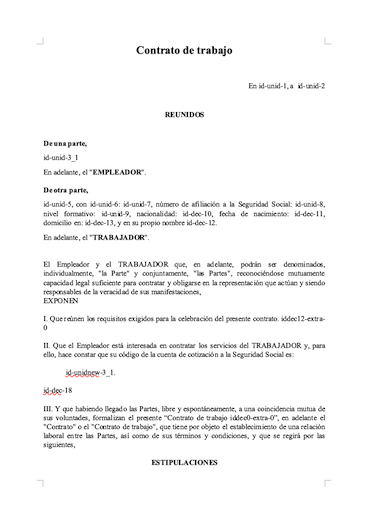 Contrato de trabajo
En id-unid-1, a id-unid-2
REUNIDOS
De una parte,
id-unid-3_1
En adelante, el "EMPLEADOR".
De otra parte,
id-unid-5, con id-unid-6: id-unid-7, número de afiliación a la Seguridad Social: id-unid-8,
nivel formativo: id-unid-9, nacionalidad: id-dec-10, fecha de nacimiento: id-dec-11,
domicilio en: id-dec-13, y en su propio nombre id-dec-12.
En adelante, el "TRABAJADOR".
El Empleador y el TRABAJADOR que, en adelante, podrán ser denominados,
individualmente, "la Parte" y conjuntamente, "las Partes", reconociéndose mutuamente
capacidad legal suficiente para contratar y obligarse en la representación que actúan y siendo
responsables de la veracidad de sus manifestaciones,
EXPONEN
I. Que reúnen los requisitos exigidos para la celebración del presente contrato. iddec12-extra-
0
II. Que el Empleador está interesada en contratar los servicios del TRABAJADOR y, para
ello, hace constar que su código de la cuenta de cotización a la Seguridad Social es:
id-unidnew-3_1.
id-dec-18
III. Y que habiendo llegado las Partes, libre y espontáneamente, a una coincidencia mutua de
sus voluntades, formalizan el presente "Contrato de trabajo iddec0-extra-0", en adelante el
"Contrato" o el "Contrato de trabajo", que tiene por objeto el establecimiento de una relación
laboral entre las Partes, así como de sus términos y condiciones, y que se regirá por las
siguientes,
ESTIPULACIONES